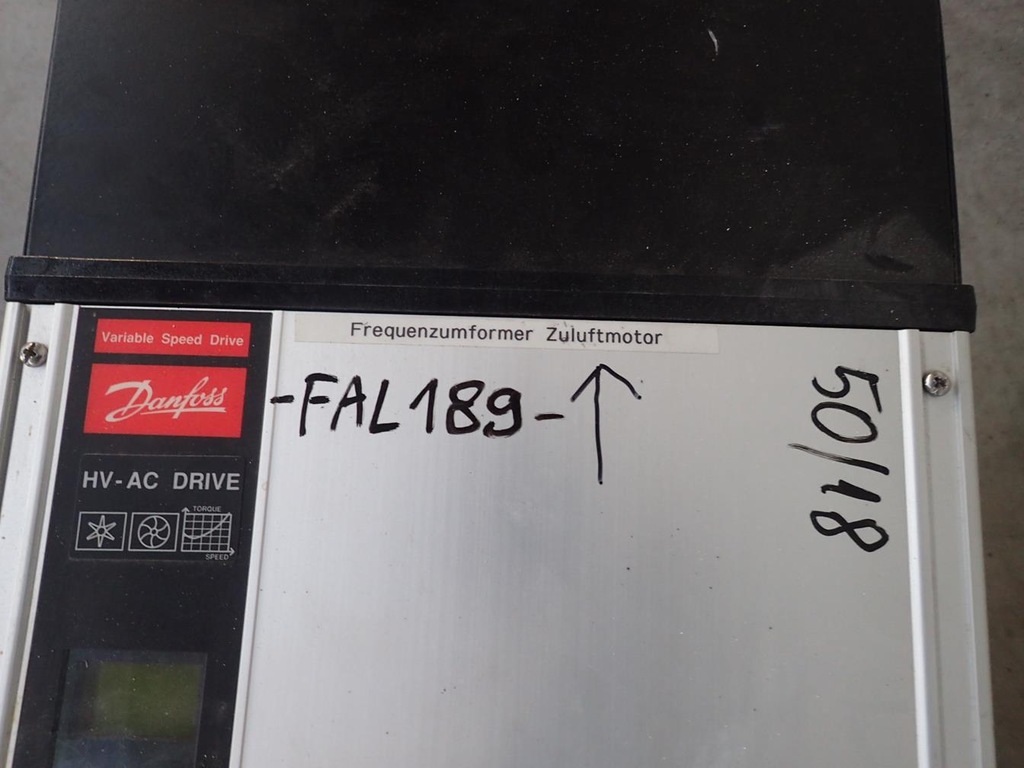 Frequenzumformer Zuluftmotor
Variable Speed Drive
Danfoss
-FAL189-
50/18
HV-AC DRIVE
TORQUE
SPEED